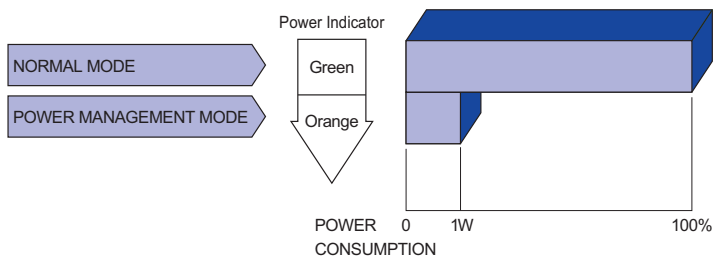 Power Indicator
NORMAL MODE
Green
POWER MANAGEMENT MODE
Orange
POWER CONSUMPTION
0
1W
100%